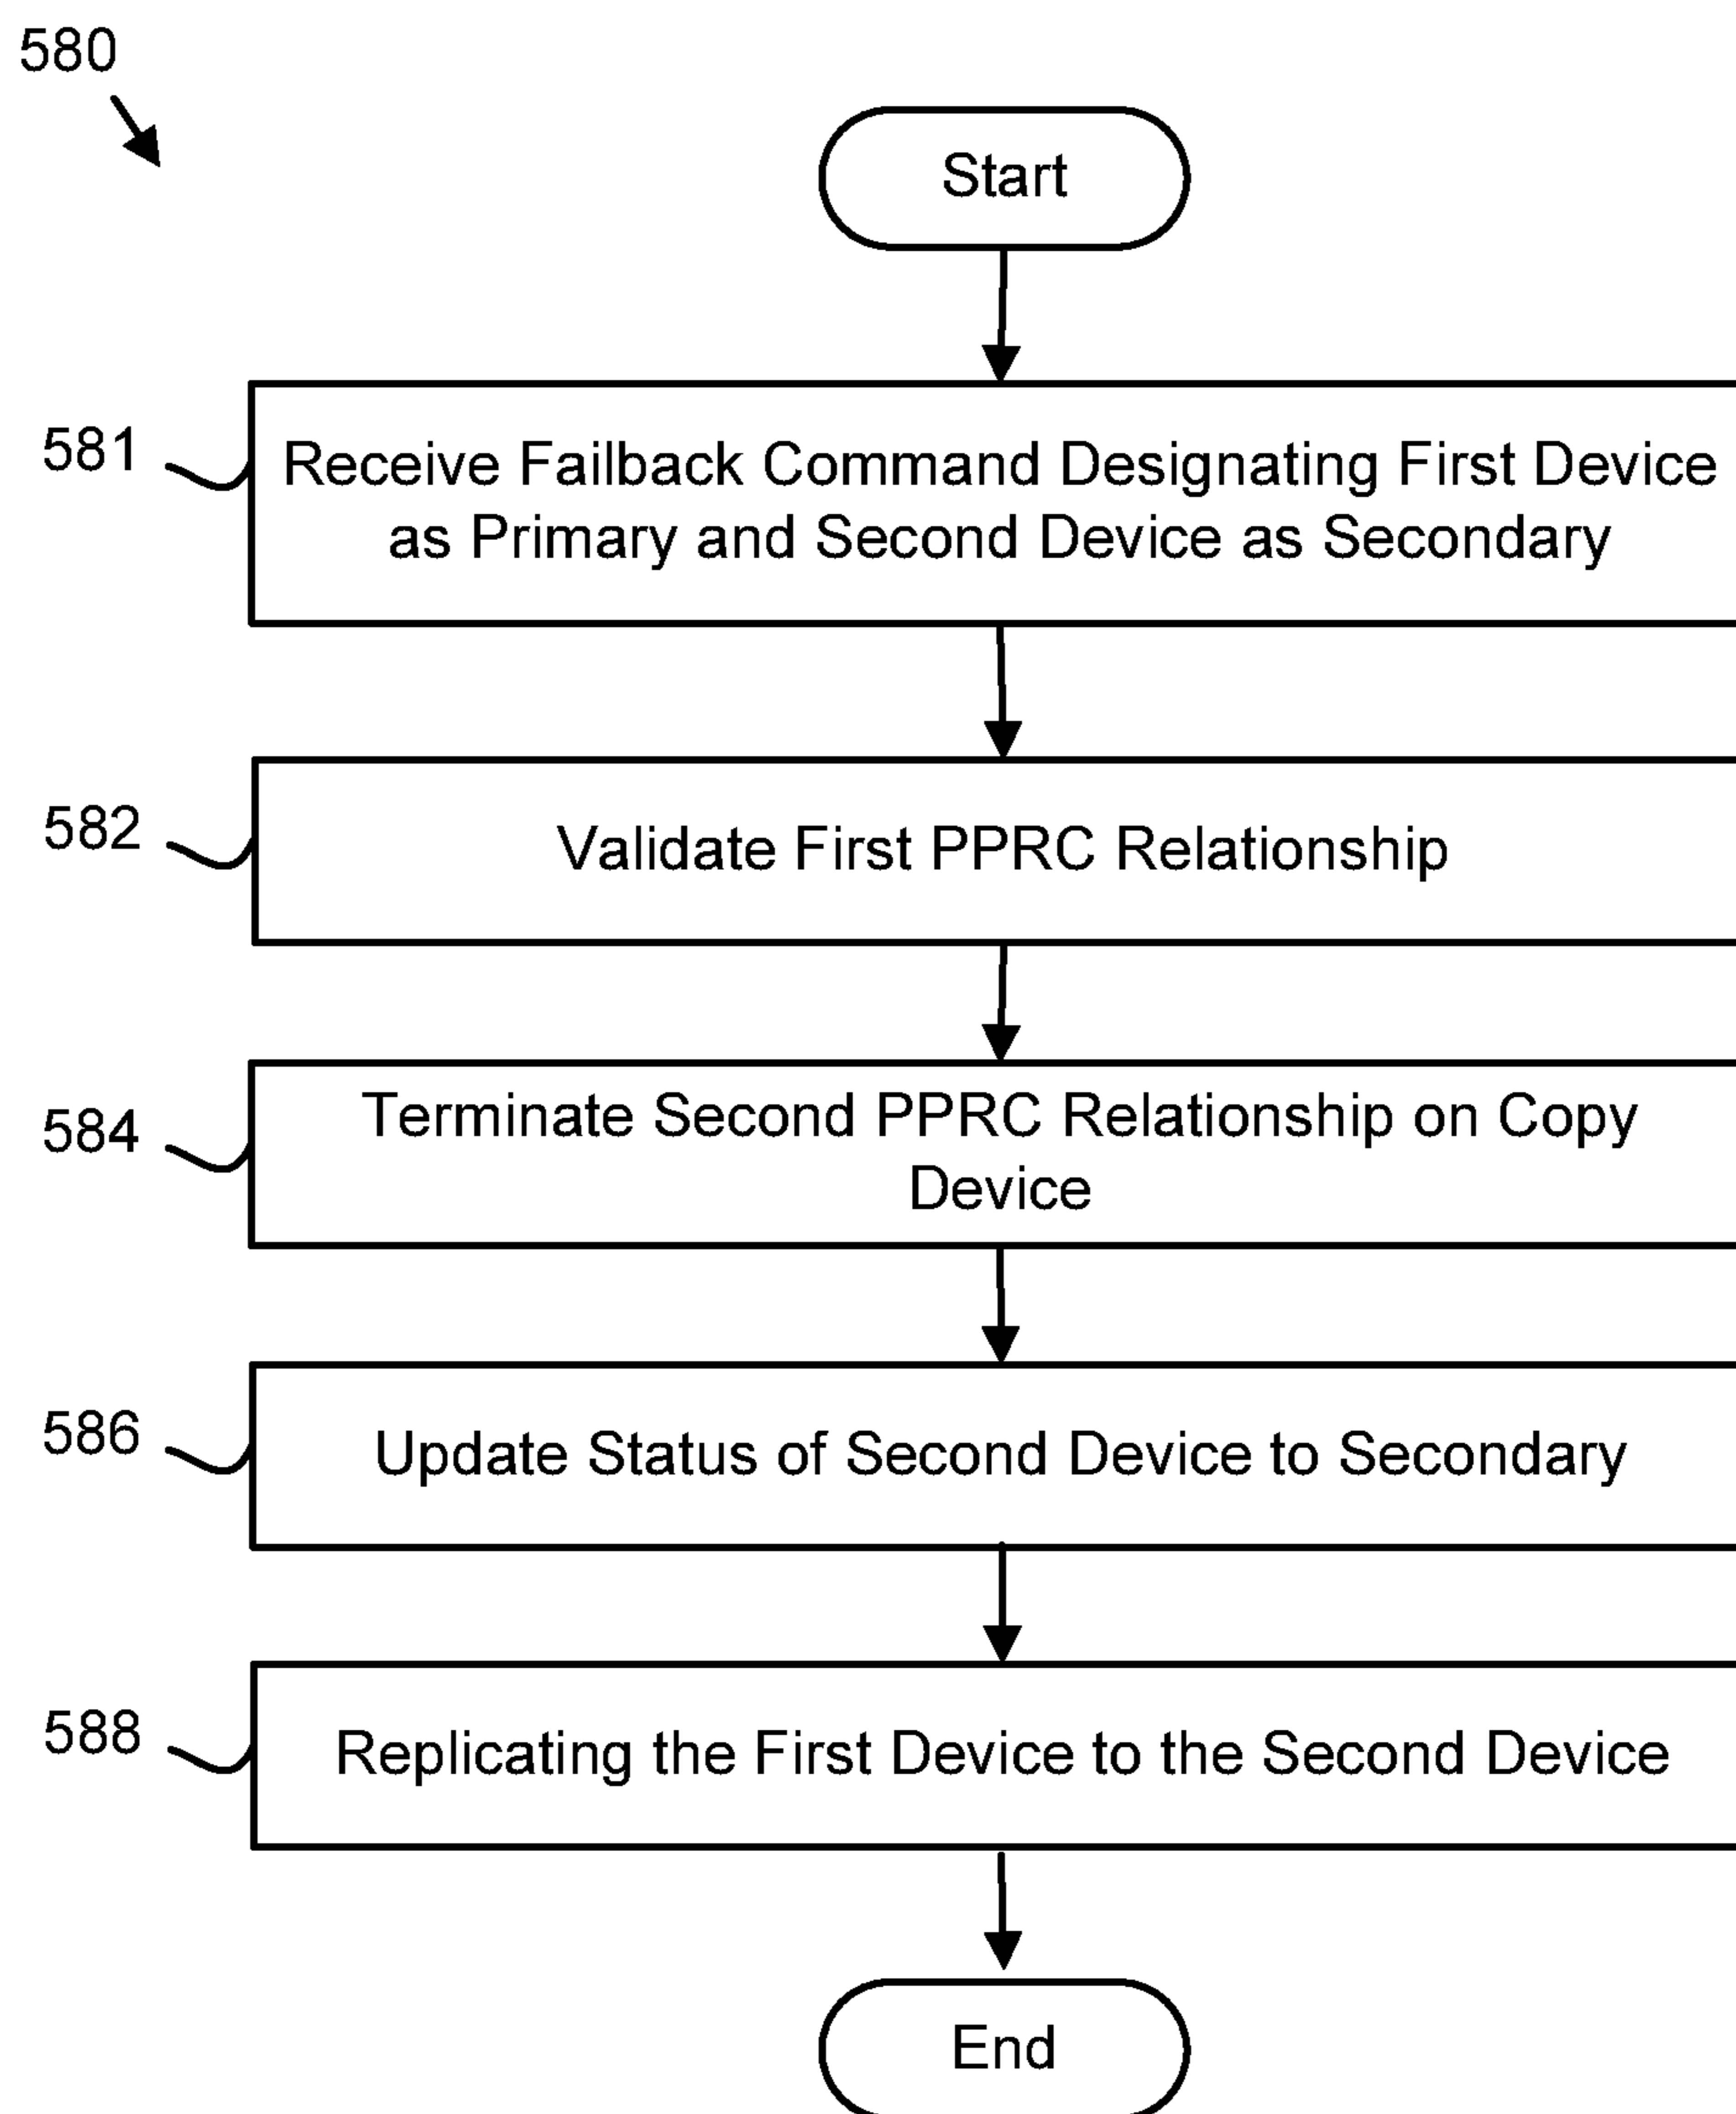 580
Start
581
Receive Failback Command Designating First Device
as Primary and Second Device as Secondary
582
Validate First PPRC Relationship
584
Terminate Second PPRC Relationship on Copy
Device
586
Update Status of Second Device to Secondary
588
Replicating the First Device to the Second Device
End